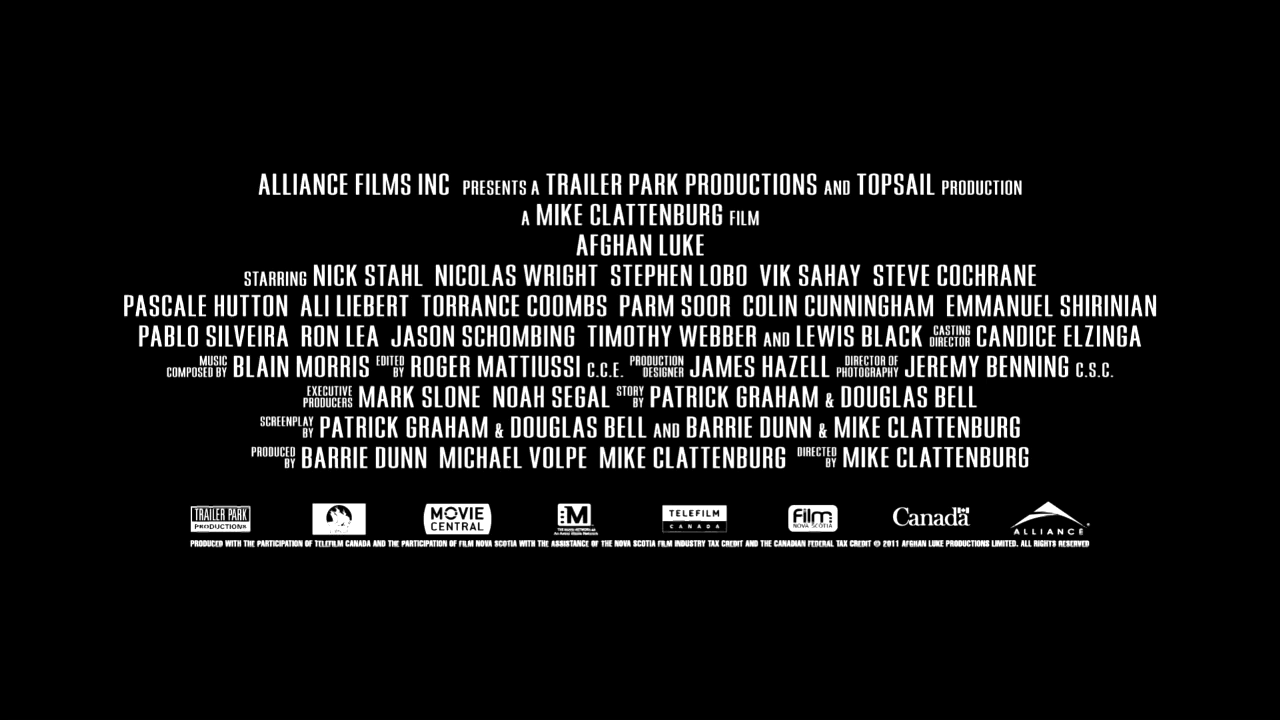 ALLIANCE FILMS INC PRESENTS A TRAILER PARK PRODUCTIONS AND TOPSAIL PRODUCTION
A MIKE CLATTENBURG FILM
AFGHAN LUKE
STARRING NICK STAHL NICOLAS WRIGHT STEPHEN LOBO VIK SAHAY STEVE COCHRANE
PASCALE HUTTON ALI LIEBERT TORRANCE COOMBS PARM SOOR COLIN CUNNINGHAM EMMANUEL SHIRINIAN
PABLO SILVEIRA RON LEA JASON SCHOMBING TIMOTHY WEBBER AND LEWIS BLACK CASTING DIRECTOR CANDICE ELZINGA
MUSIC COMPOSED BY BLAIN MORRIS EDITED BY ROGER MATTIUSSI C.C.E. PRODUCTION DESIGNER JAMES HAZELL DIRECTOR OF PHOTOGRAPHY JEREMY BENNING C.S.C.
EXECUTIVE PRODUCERS MARK SLONE NOAH SEGAL STORY BY PATRICK GRAHAM & DOUGLAS BELL
SCREENPLAY BY PATRICK GRAHAM & DOUGLAS BELL AND BARRIE DUNN & MIKE CLATTENBURG
PRODUCED BY BARRIE DUNN MICHAEL VOLPE MIKE CLATTENBURG DIRECTED BY MIKE CLATTENBURG
TRAILER PARK PRODUCTIONS MOVIE CENTRAL M TELEFILM CANADA Film NOVA SCOTIA Canada ALLIANCE
PRODUCED WITH THE PARTICIPATION OF TELEFILM CANADA AND THE PARTICIPATION OF FILM NOVA SCOTIA WITH THE ASSISTANCE OF THE NOVA SCOTIA FILM INDUSTRY TAX CREDIT AND THE CANADIAN FEDERAL TAX CREDIT © 2011 AFGHAN LUKE PRODUCTIONS LIMITED. ALL RIGHTS RESERVED